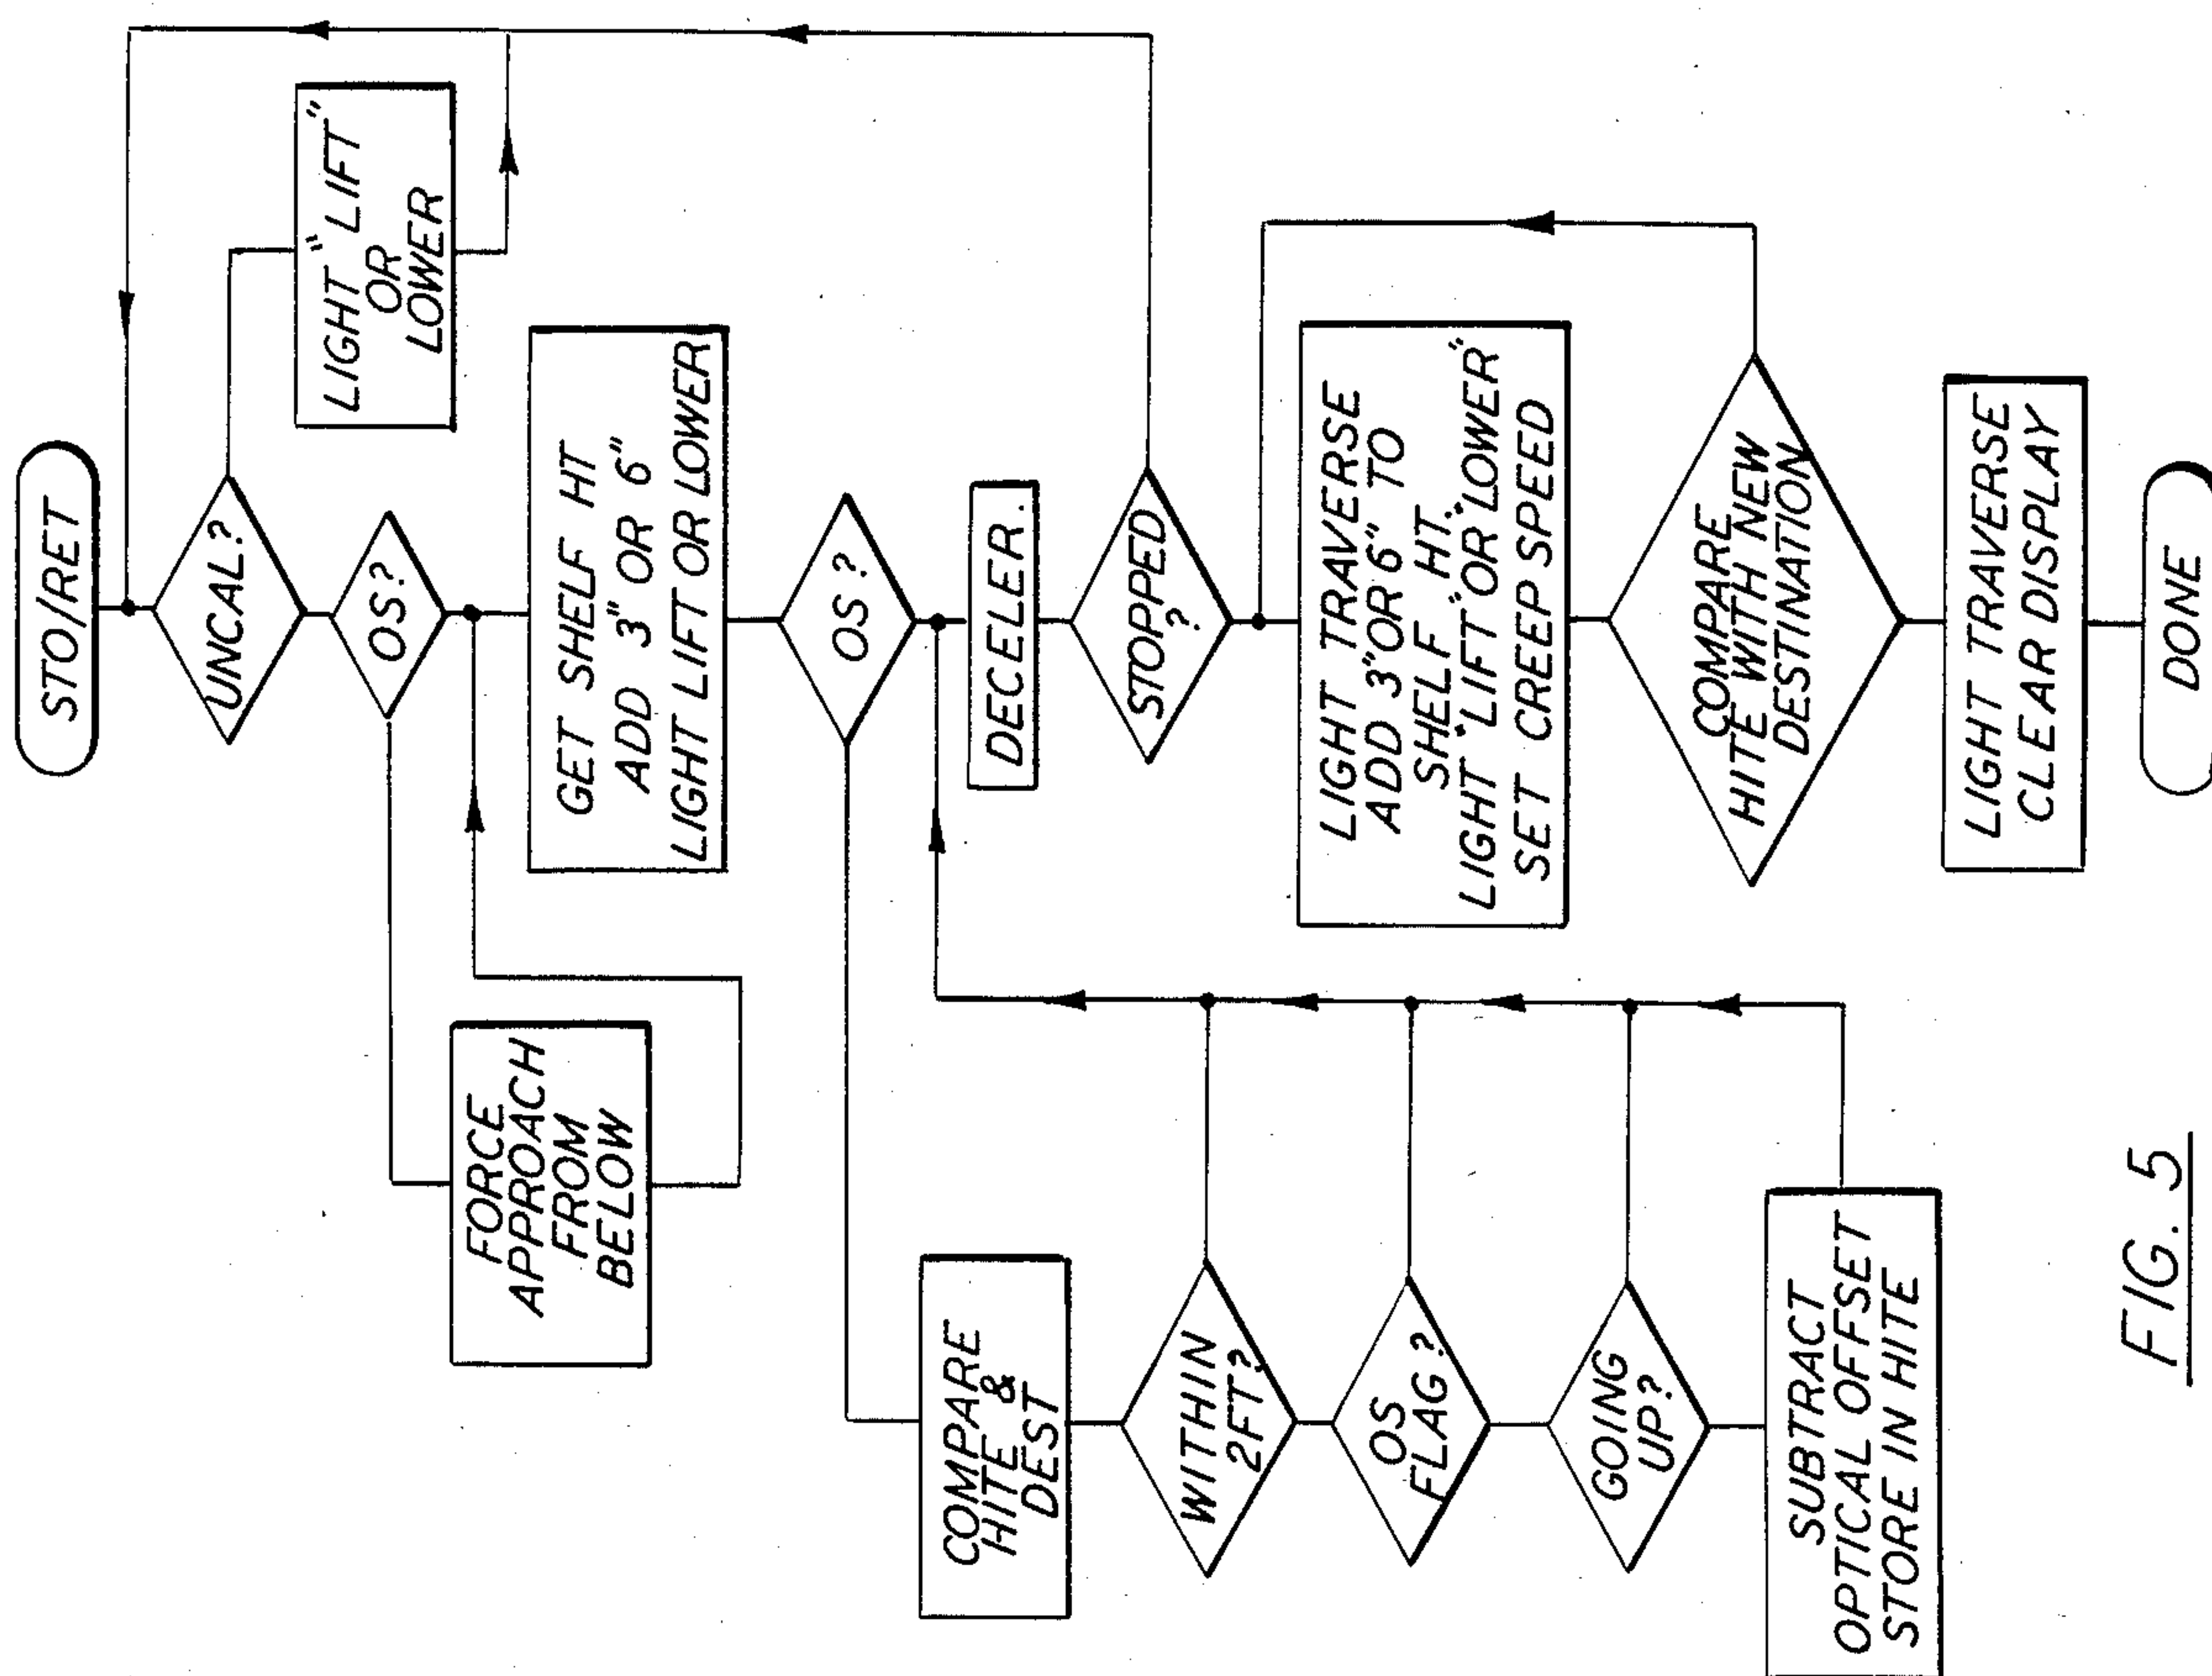 STO/RET
UNCAL?
LIGHT "LIFT"
OR
LOWER
OS?
FORCE
APPROACH
FROM
BELOW
GET SHELF HT
ADD 3" OR 6"
LIGHT LIFT OR LOWER
OS?
COMPARE
HITE &
DEST
WITHIN
2FT?
OS
FLAG?
GOING
UP?
SUBTRACT
OPTICAL OFFSET
STORE IN HITE
DECELER.
STOPPED
?
LIGHT TRAVERSE
ADD 3" OR 6" TO
SHELF HT.
LIGHT "LIFT" OR "LOWER"
SET CREEP SPEED
COMPARE
HITE WITH NEW
DESTINATION
LIGHT TRAVERSE
CLEAR DISPLAY
DONE
FIG. 5